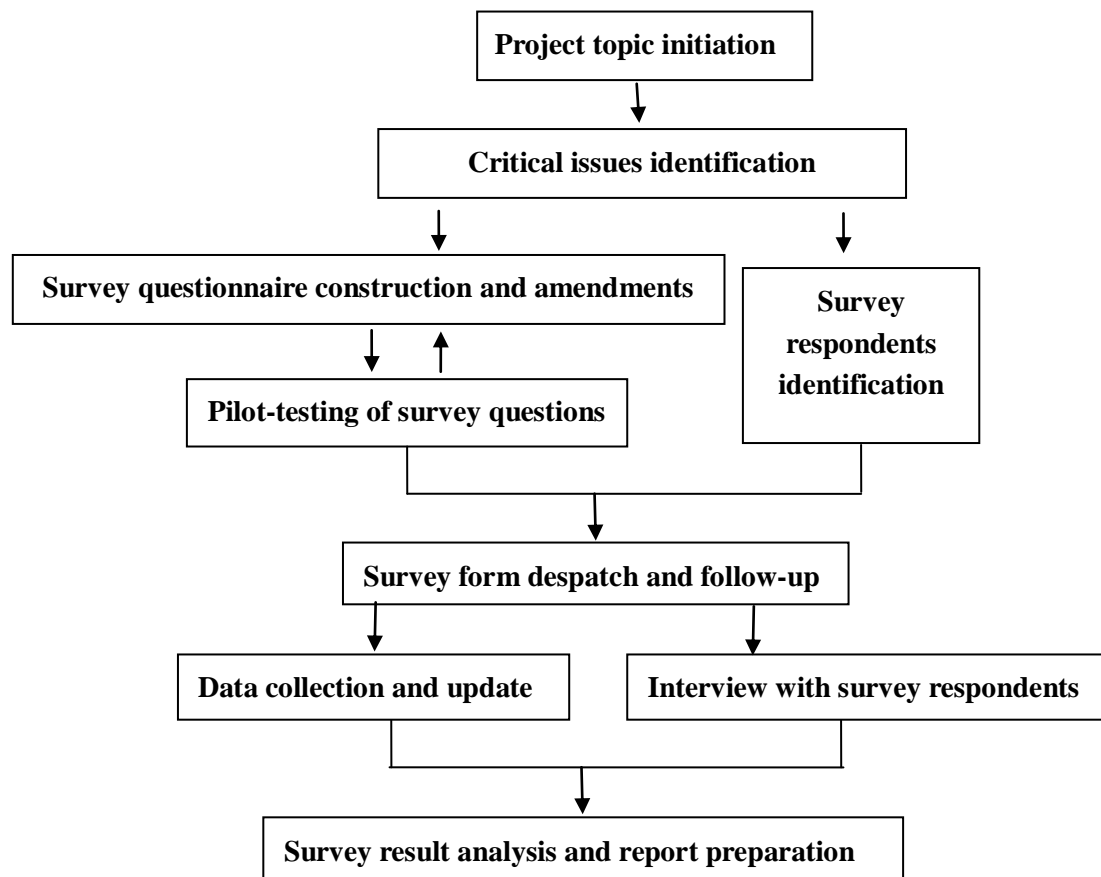 Project topic initiation
Critical issues identification
Survey questionnaire construction and amendments
Survey
respondents
identification
Pilot-testing of survey questions
Survey form despatch and follow-up
Data collection and update
Interview with survey respondents
Survey result analysis and report preparation